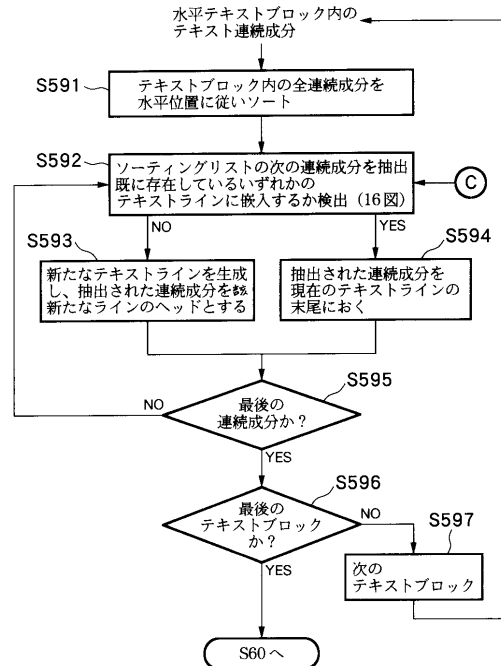 水平テキストブロック内の
テキスト連続成分
S591
テキストブロック内の全連続成分を
水平位置に従いソート
S592
ソーティングリストの次の連続成分を抽出
既に存在しているいずれかの
テキストラインに嵌入するか検出(16図)
C
NO
YES
S593
新たなテキストラインを生成
し、抽出された連続成分を該
新たなラインのヘッドとする
S594
抽出された連続成分を
現在のテキストラインの
末尾におく
S595
最後の
連続成分か?
NO
YES
S596
最後の
テキストブロック
か?
NO
YES
S597
次の
テキストブロック
S60へ